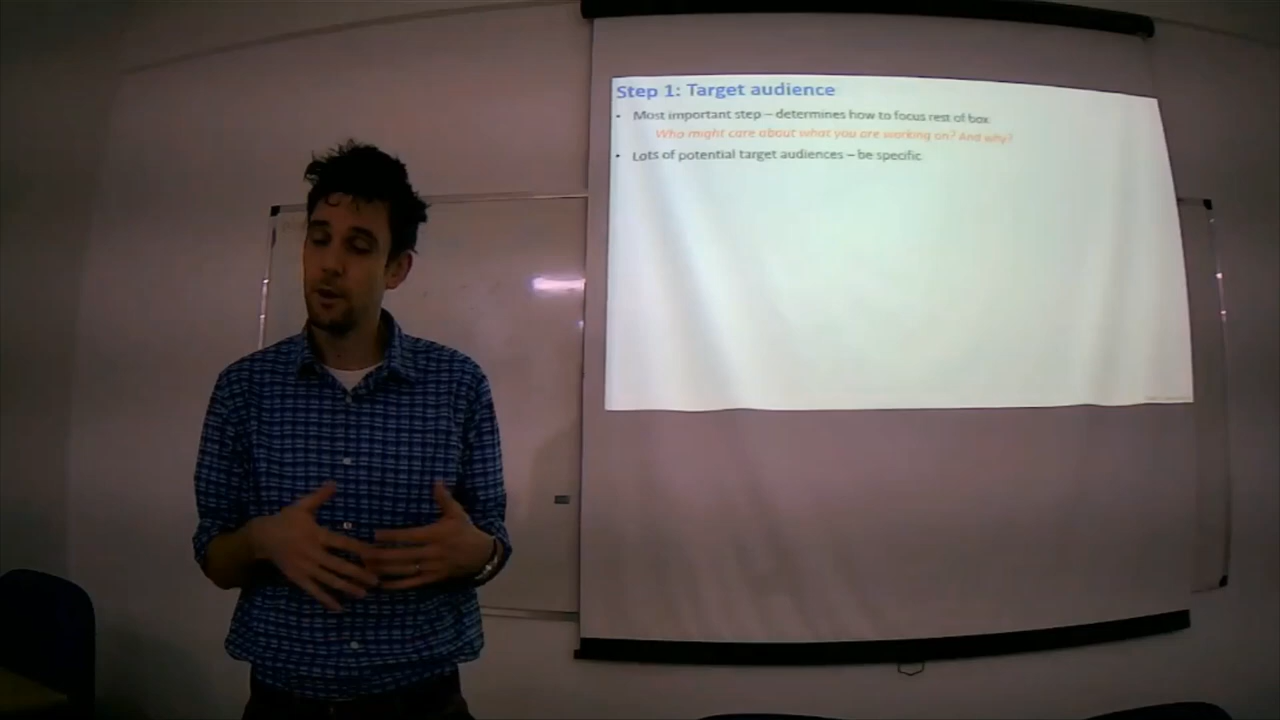 Step 1: Target audience
• Most important step – determines how to focus rest of box
Who might care about what you are working on? And why?
• Lots of potential target audiences – be specific